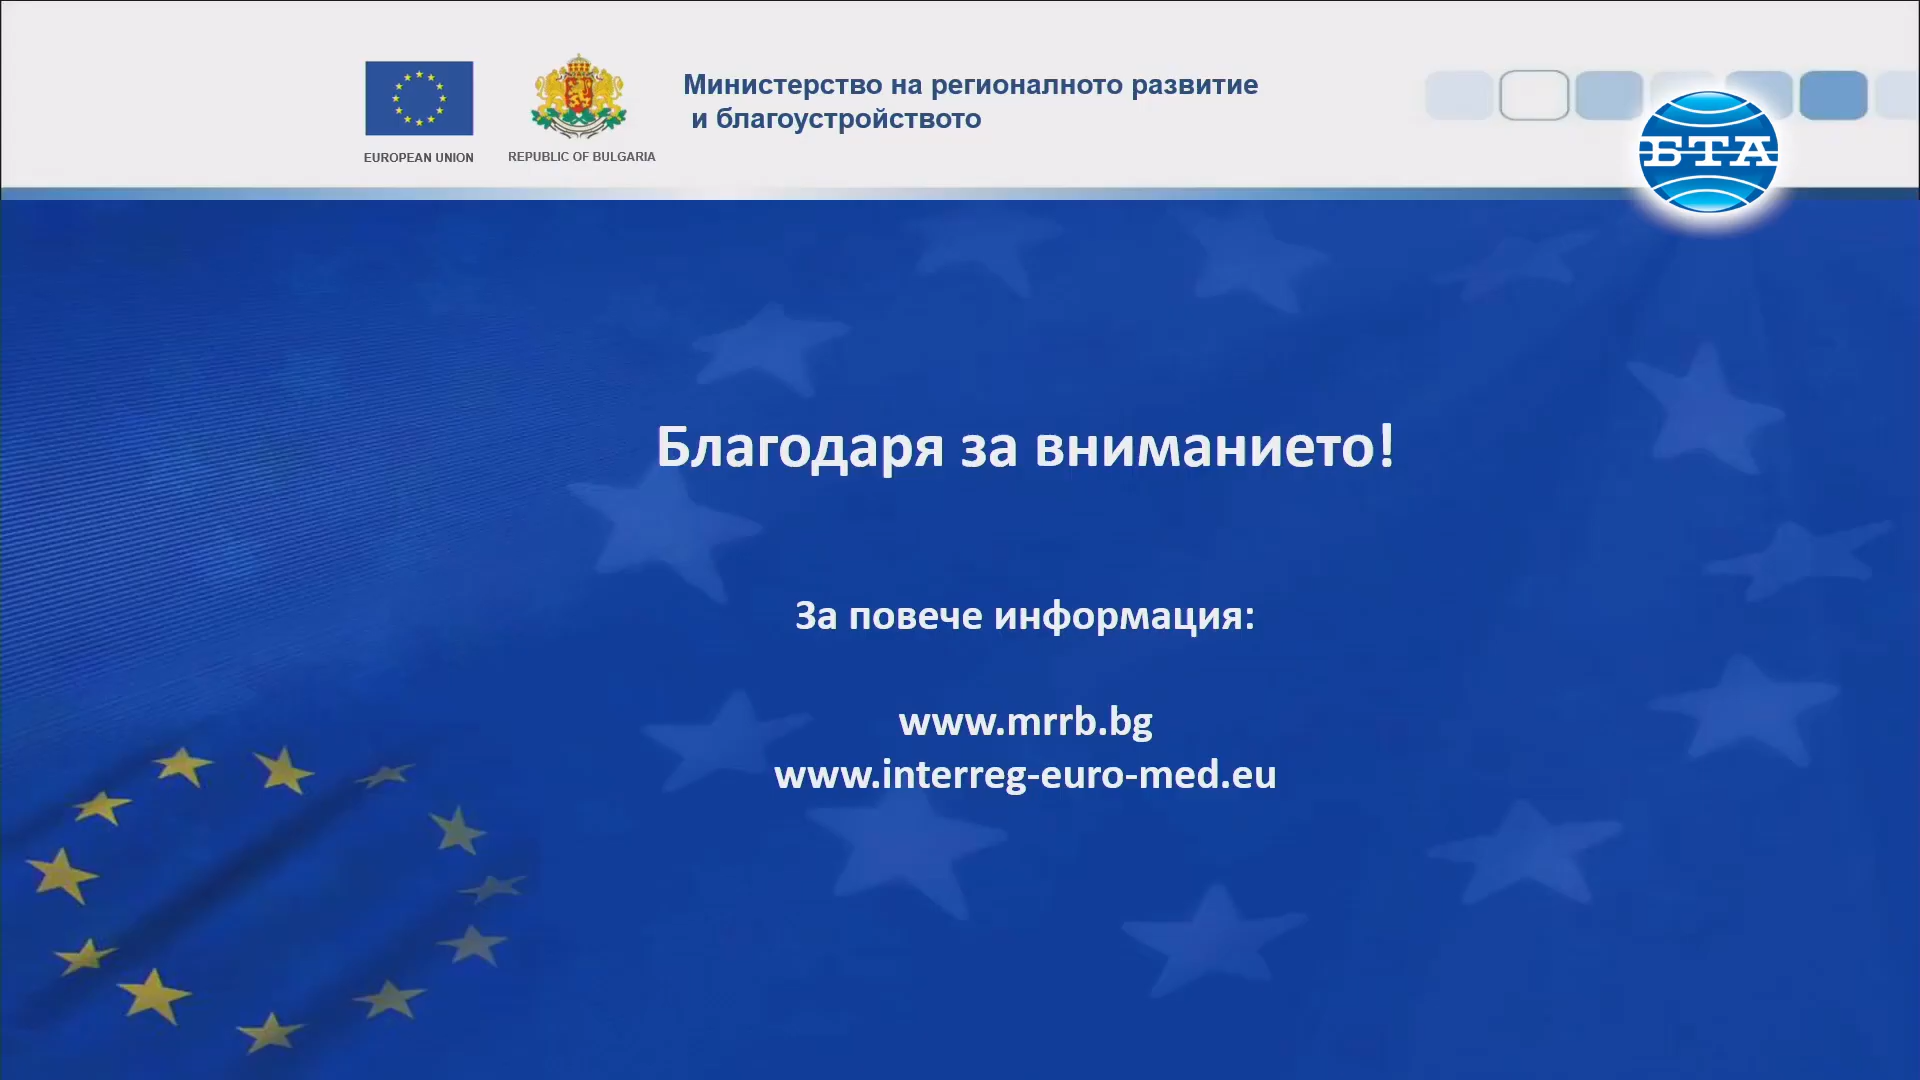 Министерство на регионалното развитие
и благоустройството
EUROPEAN UNION
REPUBLIC OF BULGARIA
БТА
Благодаря за вниманието!
За повече информация:
www.mrrb.bg
www.interreg-euro-med.eu